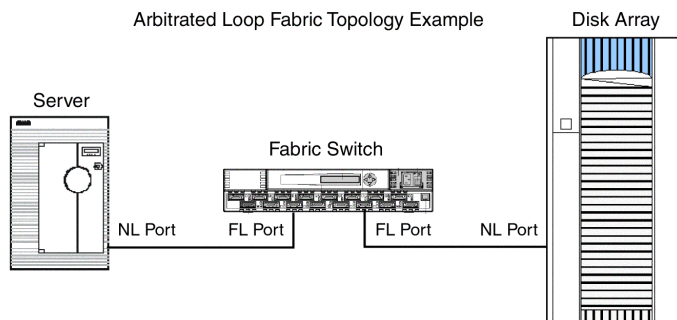 Arbitrated Loop Fabric Topology Example
Disk Array
Server
Fabric Switch
NL Port
FL Port
FL Port
NL Port